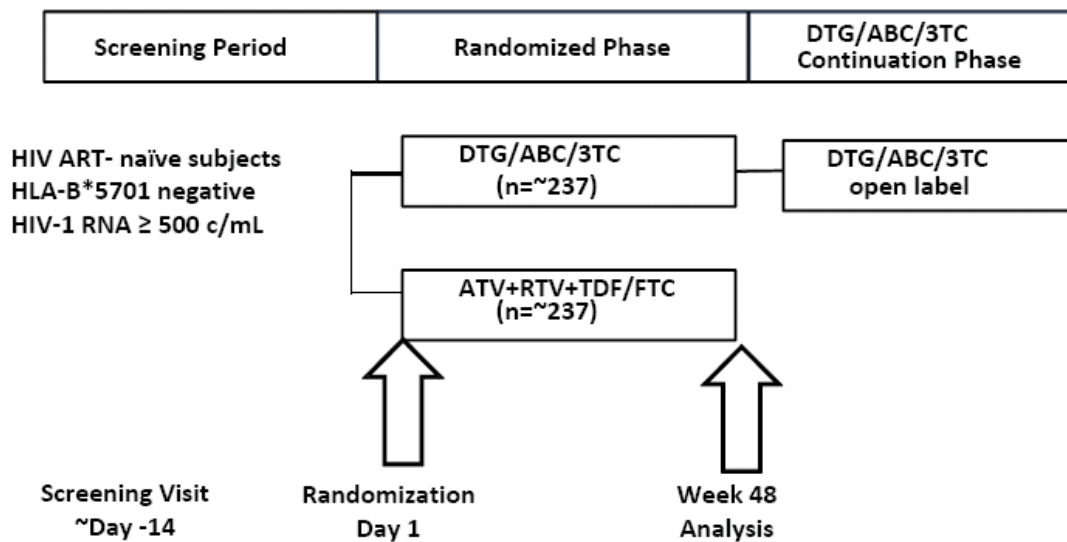 Screening Period
Randomized Phase
DTG/ABC/3TC
Continuation Phase
HIV ART- naïve subjects
HLA-B*5701 negative
HIV-1 RNA ≥ 500 c/mL
DTG/ABC/3TC
(n=~237)
DTG/ABC/3TC
open label
ATV+RTV+TDF/FTC
(n=~237)
Screening Visit
~Day -14
Randomization
Day 1
Week 48
Analysis